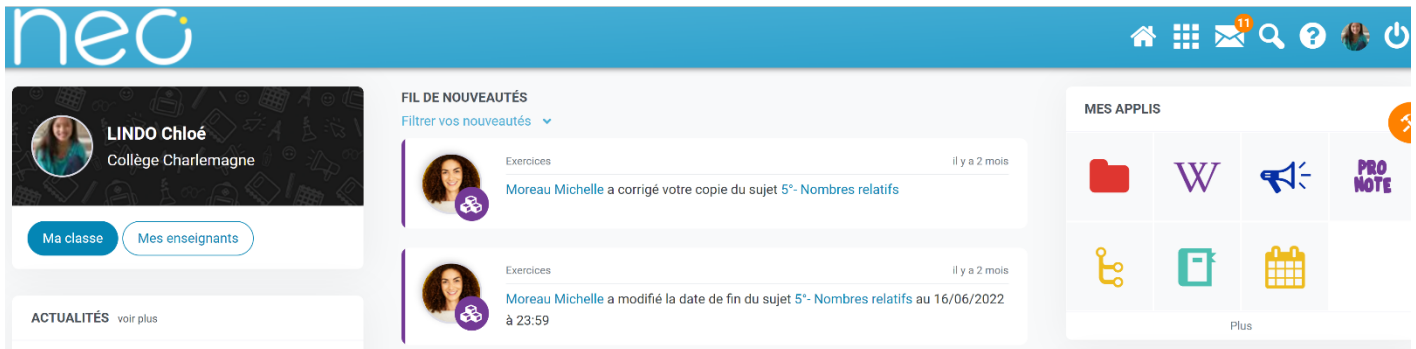 neo
11
LINDO Chloé
Collège Charlemagne
Ma classe
Mes enseignants
ACTUALITÉS voir plus
FIL DE NOUVEAUTÉS
Filtrer vos nouveautés
Exercices
il y a 2 mois
Moreau Michelle a corrigé votre copie du sujet 5°- Nombres relatifs
Exercices
il y a 2 mois
Moreau Michelle a modifié la date de fin du sujet 5°- Nombres relatifs au 16/06/2022
à 23:59
MES APPLIS
W
PRO
NOTE
Plus